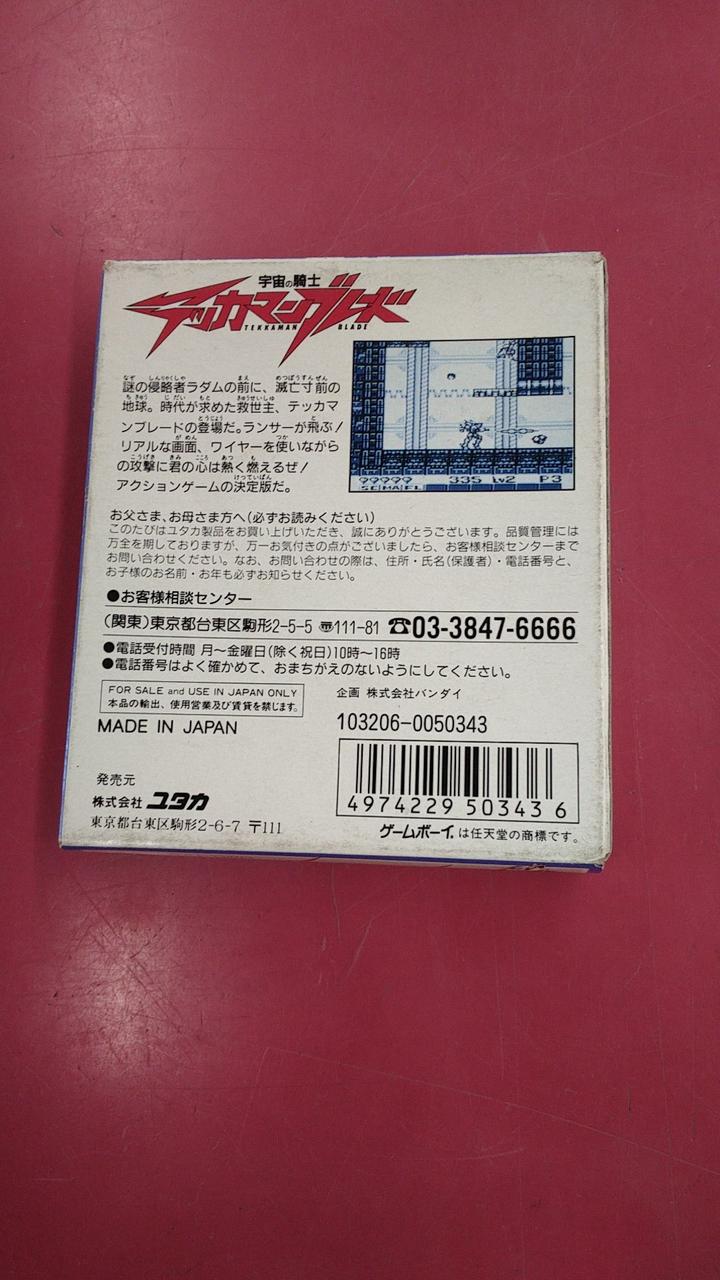 宇宙の騎士
テッカマンブレード
TEKKAMAN BLADE
謎の侵略者ラダムの前に、滅亡寸前の
地球。時代が求めた救世主、テッカマ
ンブレードの登場だ。ランサーが飛ぶ!
リアルな画面、ワイヤーを使いながら
の攻撃に君の心は熱く燃えるぜ!
アクションゲームの決定版だ。
99999 335 Lv2 P3
お父さま、お母さま方へ(必ずお読みください)
このたびはユタカ製品をお買い上げいただき、誠にありがとうございます。品質管理には
万全を期しておりますが、万一お気付きの点がございましたら、お客様相談センターまで
お問い合わせください。なお、お問い合わせの際は、住所・氏名(保護者)・電話番号と、
お子様のお名前・お年も必ずお知らせください。
●お客様相談センター
(関東)東京都台東区駒形2-5-5 〠111-81 ☎03-3847-6666
●電話受付時間 月〜金曜日(除く祝日)10時〜16時
●電話番号はよく確かめて、おまちがえのないようにしてください。
FOR SALE and USE IN JAPAN ONLY
本品の輸出、使用営業及び賃貸を禁じます。
企画 株式会社バンダイ
MADE IN JAPAN
103206-0050343
4974229 503436
発売元
株式会社 ユタカ
東京都台東区駒形2-6-7 〒111
ゲームボーイ.は任天堂の商標です。